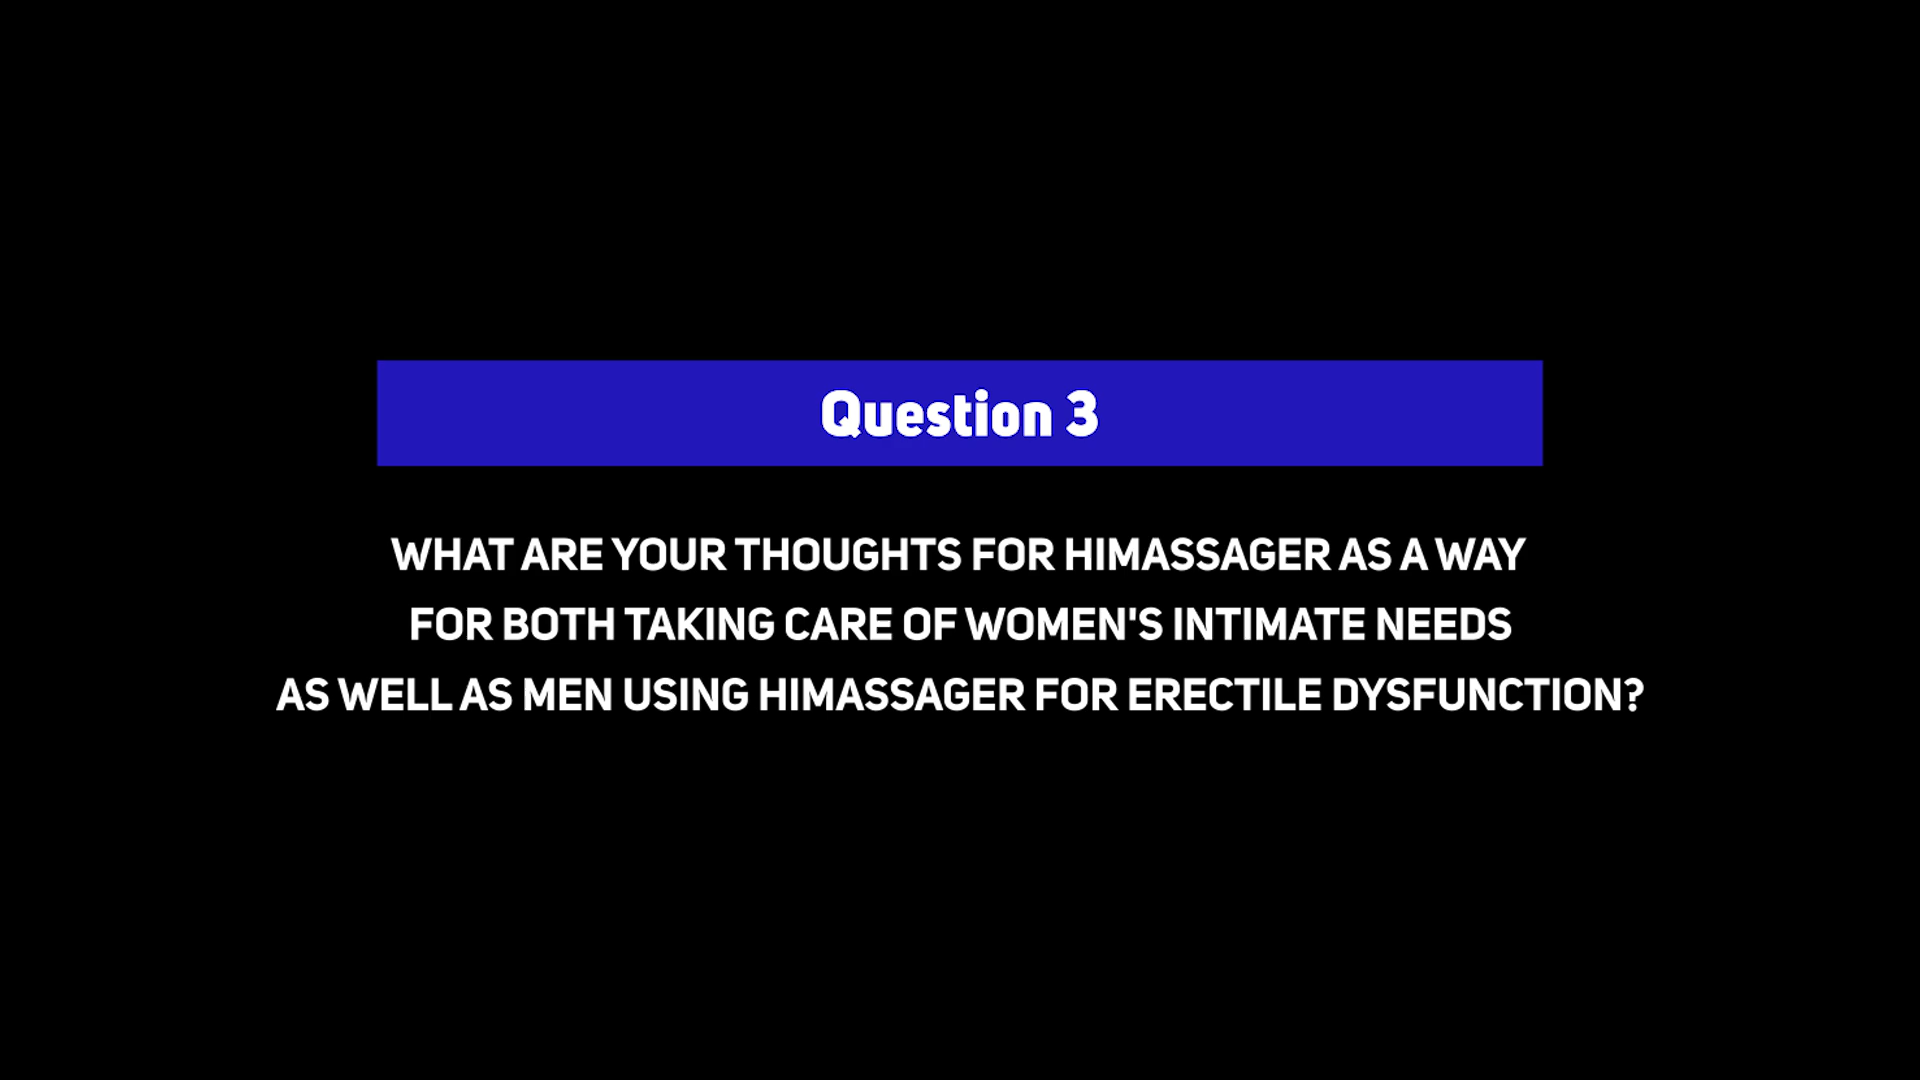 Question 3
WHAT ARE YOUR THOUGHTS FOR HIMASSAGER AS A WAY
FOR BOTH TAKING CARE OF WOMEN'S INTIMATE NEEDS
AS WELL AS MEN USING HIMASSAGER FOR ERECTILE DYSFUNCTION?